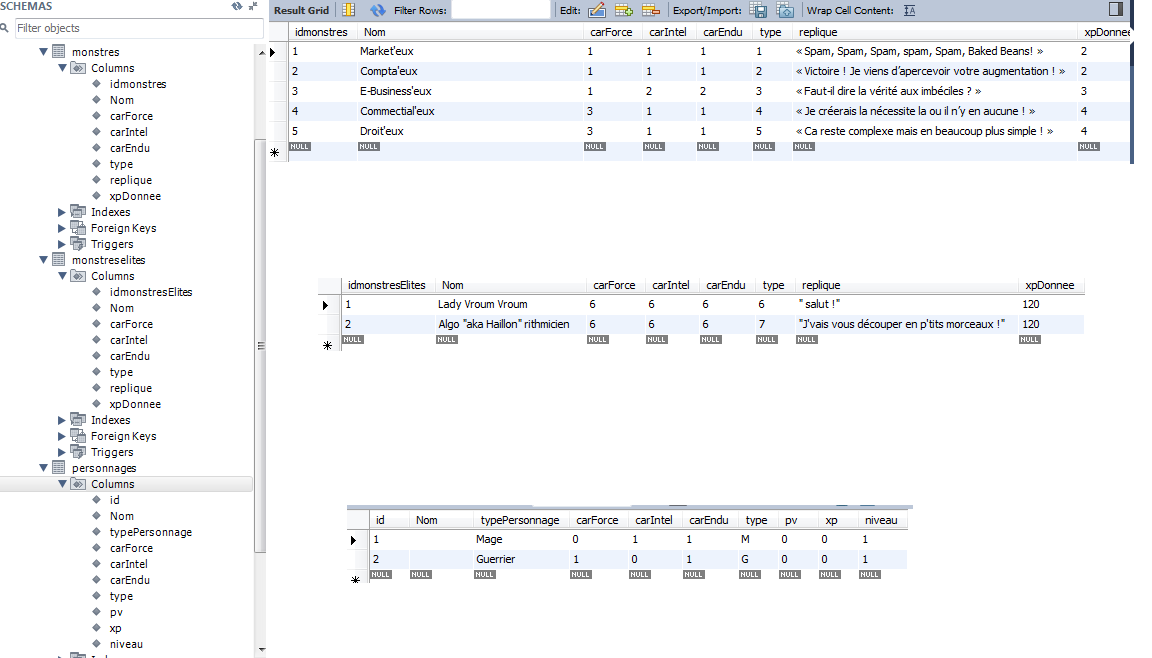 SCHEMAS
Filter objects
monstres
Columns
idmonstres
Nom
carForce
carIntel
carEndu
type
replique
xpDonnee
Indexes
Foreign Keys
Triggers
monstreselites
Columns
idmonstresElites
Nom
carForce
carIntel
carEndu
type
replique
xpDonnee
Indexes
Foreign Keys
Triggers
personnages
Columns
id
Nom
typePersonnage
carForce
carIntel
carEndu
type
pv
xp
niveau
Result Grid Filter Rows: Edit: Export/Import: Wrap Cell Content:
idmonstres Nom carForce carIntel carEndu type replique xpDonnee
1 Market'eux 1 1 1 1 « Spam, Spam, Spam, spam, Spam, Baked Beans! » 2
2 Compta'eux 1 1 1 2 « Victoire ! Je viens d’apercevoir votre augmentation ! » 2
3 E-Business'eux 1 2 2 3 « Faut-il dire la vérité aux imbéciles ? » 3
4 Commectial'eux 3 1 1 4 « Je créerais la nécessite la ou il n’y en aucune ! » 4
5 Droit'eux 3 1 1 5 « Ca reste complexe mais en beaucoup plus simple ! » 4
NULL NULL NULL NULL NULL NULL NULL NULL
idmonstresElites Nom carForce carIntel carEndu type replique xpDonnee
1 Lady Vroum Vroum 6 6 6 6 " salut !" 120
2 Algo "aka Haillon" rithmicien 6 6 6 7 "J'vais vous découper en p'tits morceaux !" 120
NULL NULL NULL NULL NULL NULL NULL NULL
id Nom typePersonnage carForce carIntel carEndu type pv xp niveau
1 Mage 0 1 1 M 0 0 1
2 Guerrier 1 0 1 G 0 0 1
NULL NULL NULL NULL NULL NULL NULL NULL NULL NULL